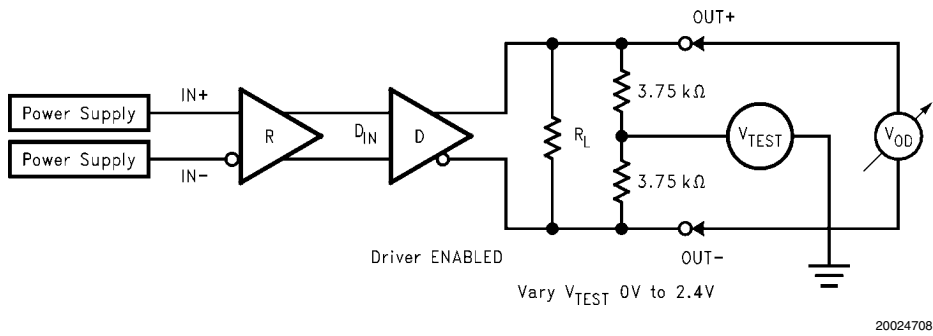 OUT+
Power Supply
IN+
R
D_IN
D
R_L
3.75 kΩ
V_TEST
V_OD
Power Supply
IN-
3.75 kΩ
Driver ENABLED
OUT-
Vary V_TEST 0V to 2.4V
20024708